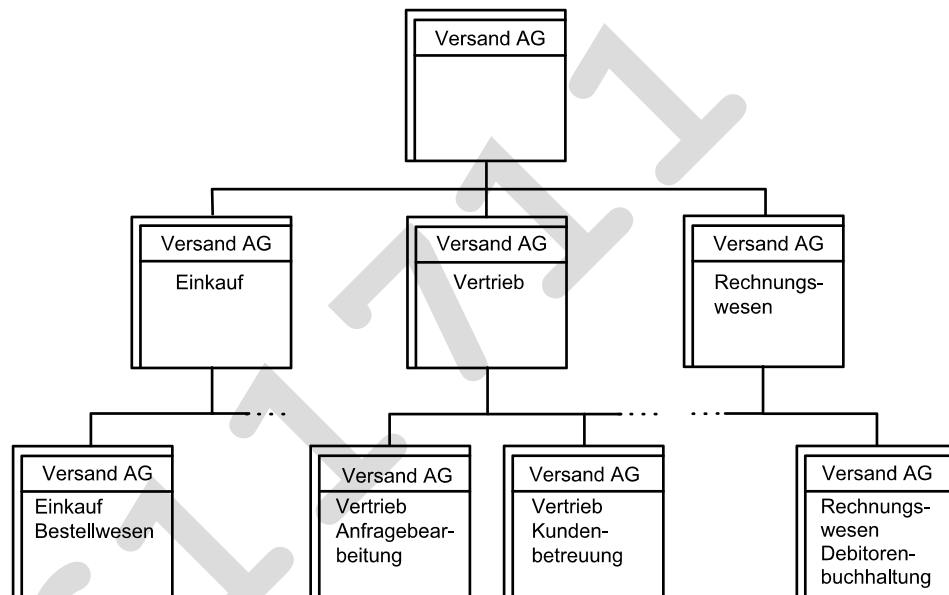 Versand AG
Versand AG
Einkauf
Versand AG
Vertrieb
Versand AG
Rechnungs-
wesen
Versand AG
Einkauf
Bestellwesen
Versand AG
Vertrieb
Anfragebear-
beitung
Versand AG
Vertrieb
Kunden-
betreuung
Versand AG
Rechnungs-
wesen
Debitoren-
buchhaltung